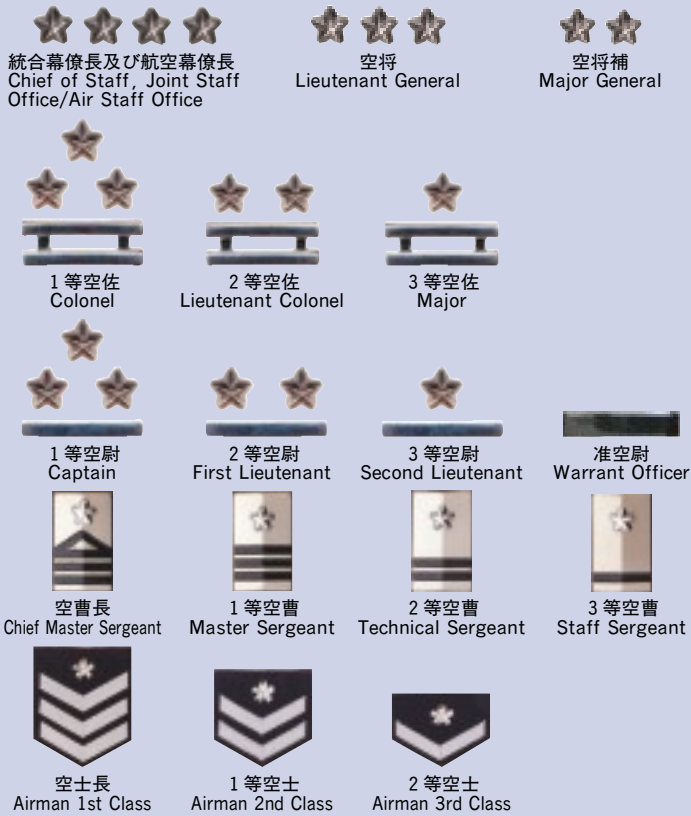 統合幕僚長及び航空幕僚長
Chief of Staff, Joint Staff
Office/Air Staff Office
空将
Lieutenant General
空将補
Major General
1 等空佐
Colonel
2 等空佐
Lieutenant Colonel
3 等空佐
Major
1 等空尉
Captain
2 等空尉
First Lieutenant
3 等空尉
Second Lieutenant
准空尉
Warrant Officer
空曹長
Chief Master Sergeant
1 等空曹
Master Sergeant
2 等空曹
Technical Sergeant
3 等空曹
Staff Sergeant
空士長
Airman 1st Class
1 等空士
Airman 2nd Class
2 等空士
Airman 3rd Class